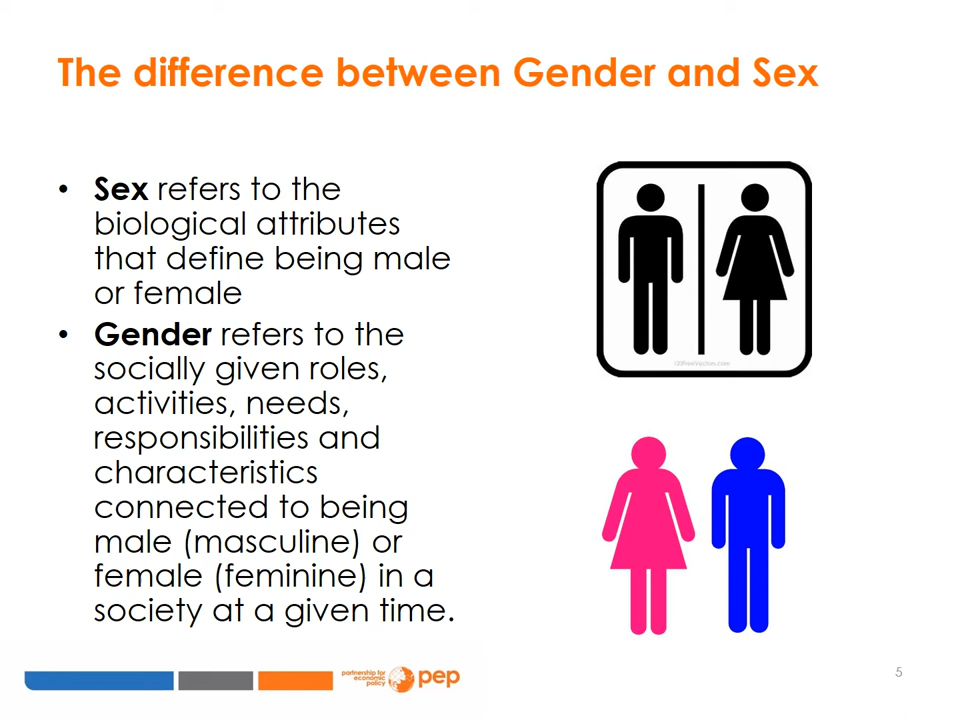 The difference between Gender and Sex
• Sex refers to the
biological attributes
that define being male
or female
• Gender refers to the
socially given roles,
activities, needs,
responsibilities and
characteristics
connected to being
male (masculine) or
female (feminine) in a
society at a given time.
123FreeVectors.com
partnership for
economic
policy
pep
5